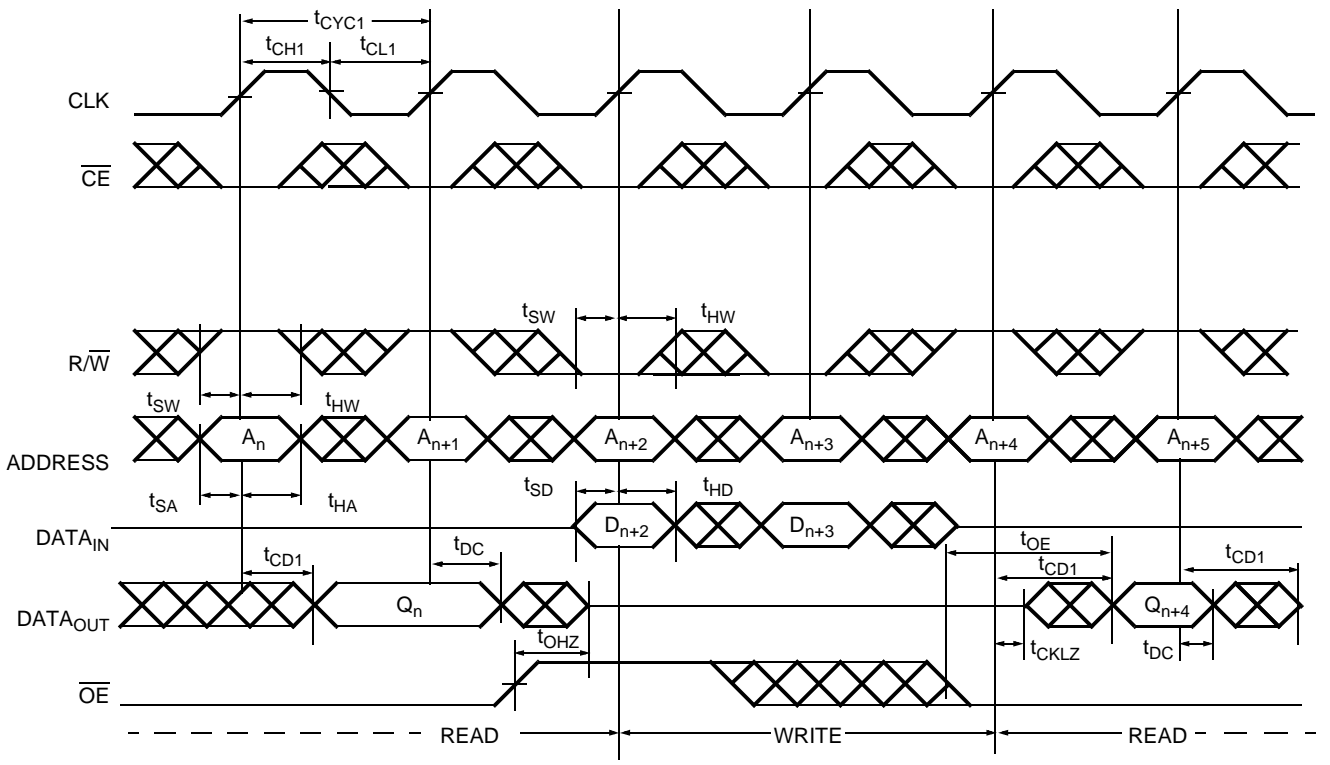 tCYC1
tCH1 tCL1
CLK
CE
tSW tHW
R/W
tSW tHW
An An+1 An+2 An+3 An+4 An+5
ADDRESS
tSA tHA tSD tHD
Dn+2 Dn+3
DATAIN
tOE
tCD1 tDC tCD1 tCD1
Qn Qn+4
DATAOUT
tOHZ tCKLZ tDC
OE
READ WRITE READ